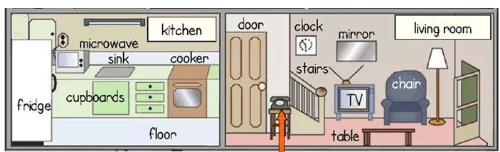 kitchen
microwave
sink
cooker
fridge
cupboards
floor
door
clock
mirror
living room
stairs
TV
chair
table